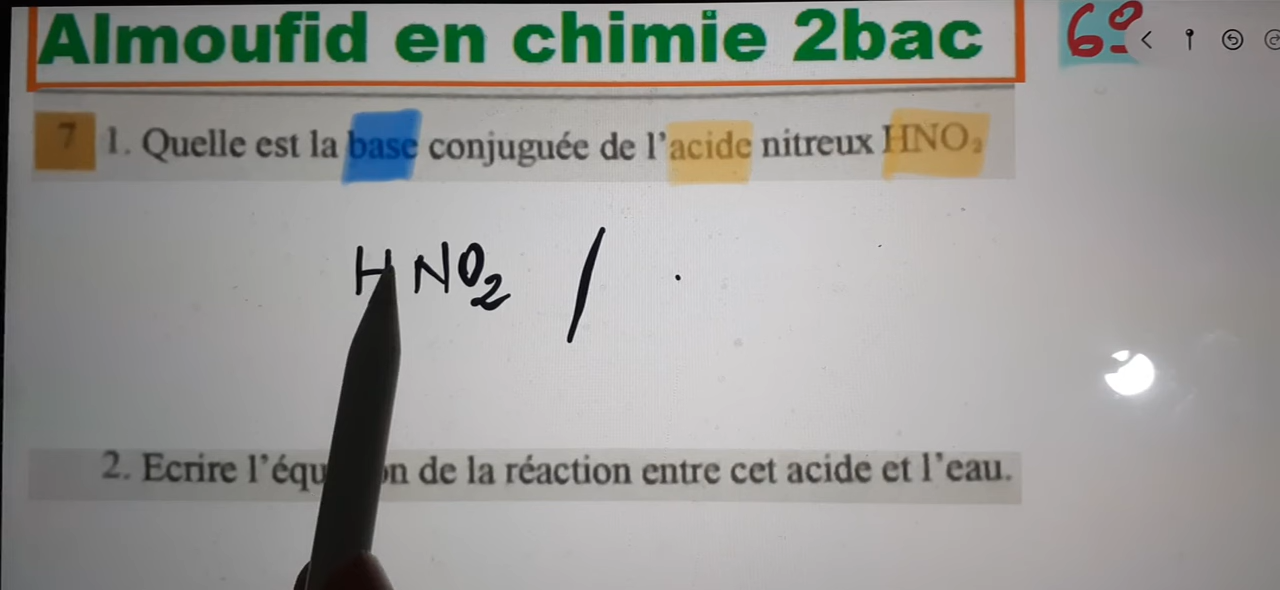 Almoufid en chimie 2bac
7 1. Quelle est la base conjuguée de l'acide nitreux HNO₂
HNO₂ /
2. Ecrire l'équ on de la réaction entre cet acide et l'eau.